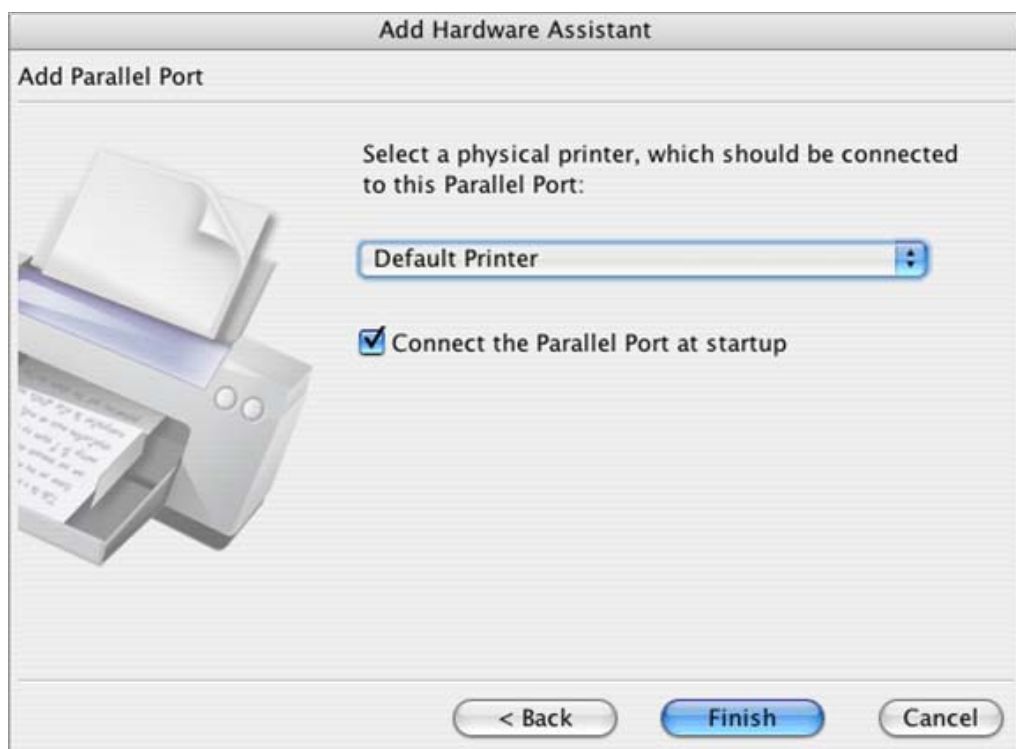 Add Hardware Assistant
Add Parallel Port
Select a physical printer, which should be connected
to this Parallel Port:
Default Printer
Connect the Parallel Port at startup
< Back
Finish
Cancel